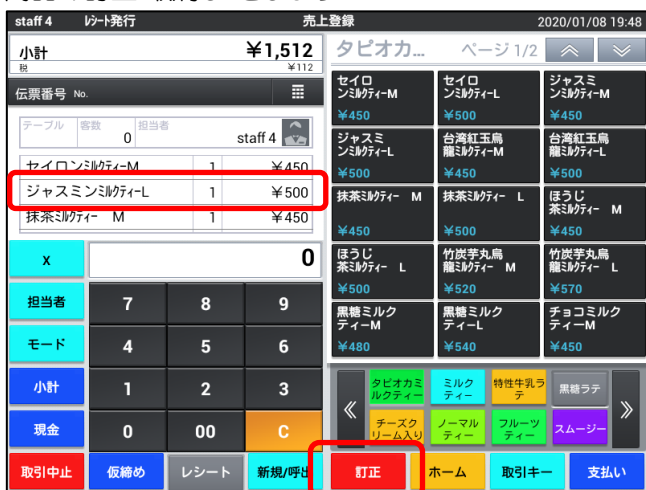 staff 4 ﾚｼｰﾄ発行 売上登録 2020/01/08 19:48
小計 ¥1,512
税 ¥112
伝票番号 No.
テーブル 客数 0 担当者 staff 4
セイロンﾐﾙｸﾃｨｰM 1 ¥450
ジャスミンﾐﾙｸﾃｨｰL 1 ¥500
抹茶ﾐﾙｸﾃｨｰ M 1 ¥450
X 0
担当者 7 8 9
モード 4 5 6
小計 1 2 3
現金 0 00 C
取引中止 仮締め レシート 新規/呼出
タピオカ... ページ 1/2
セイロ
ンﾐﾙｸﾃｨｰM
¥450
セイロ
ンﾐﾙｸﾃｨｰL
¥500
ジャスミ
ンﾐﾙｸﾃｨｰM
¥450
ジャスミ
ンﾐﾙｸﾃｨｰL
¥500
台湾紅玉烏
龍ﾐﾙｸﾃｨｰM
¥450
台湾紅玉烏
龍ﾐﾙｸﾃｨｰL
¥500
抹茶ﾐﾙｸﾃｨｰ M
¥450
抹茶ﾐﾙｸﾃｨｰ L
¥500
ほうじ
茶ﾐﾙｸﾃｨｰ M
¥450
ほうじ
茶ﾐﾙｸﾃｨｰ L
¥500
竹炭芋丸烏
龍ﾐﾙｸﾃｨｰ M
¥520
竹炭芋丸烏
龍ﾐﾙｸﾃｨｰ L
¥570
黒糖ミルク
ティーM
¥480
黒糖ミルク
ティーL
¥540
チョコミルク
ティーM
¥450
タピオカミ
ルクティー
ミルク
ティー
特性牛乳ラ
テ
黒糖ラテ
チーズク
リーム入り
ノーマル
ティー
フルーツ
ティー
スムージー
訂正 ホーム 取引キー 支払い